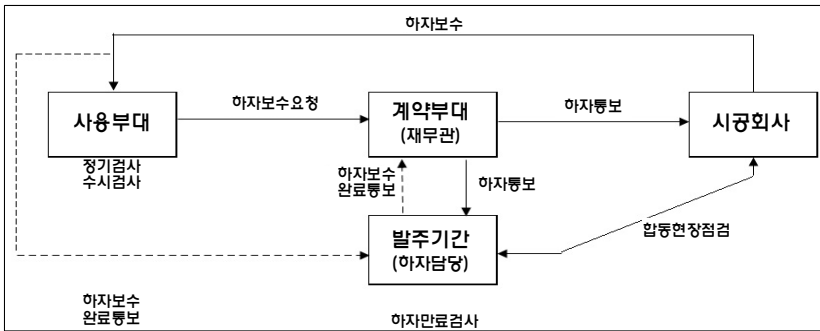 하자보수
하자보수요청
하자통보
사용부대
계약부대
(재무관)
시공회사
정기검사
수시검사
하자보수
완료통보
하자통보
합동현장점검
발주기간
(하자담당)
하자보수
완료통보
하자만료검사